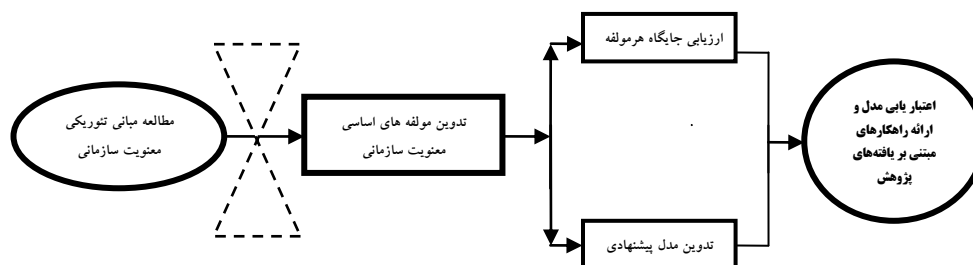 مطالعه مبانی تئوریکی
معنویت سازمانی
تدوین مولفه های اساسی
معنویت سازمانی
ارزیابی جایگاه هرمولفه
تدوین مدل پیشنهادی
اعتبار یابی مدل و
ارائه راهکارهای
مبتنی بر یافته‌های
پژوهش